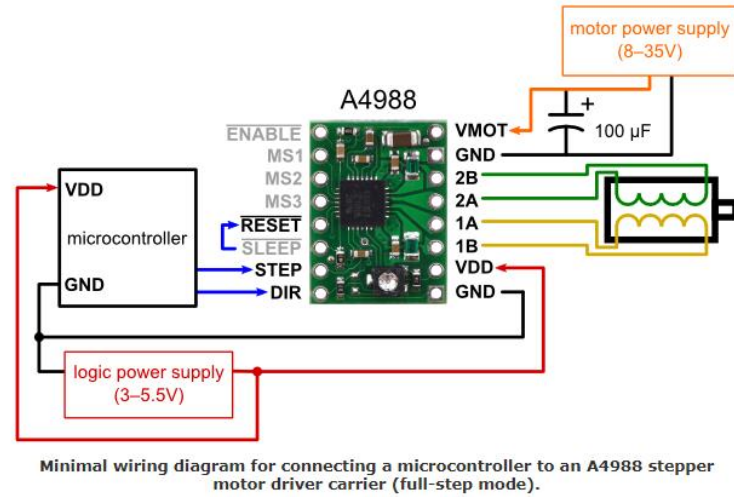 motor power supply
(8–35V)
A4988
ENABLE
MS1
MS2
MS3
RESET
SLEEP
STEP
DIR
VMOT
GND
2B
2A
1A
1B
VDD
GND
+
100 µF
VDD
microcontroller
GND
logic power supply
(3–5.5V)
Minimal wiring diagram for connecting a microcontroller to an A4988 stepper
motor driver carrier (full-step mode).